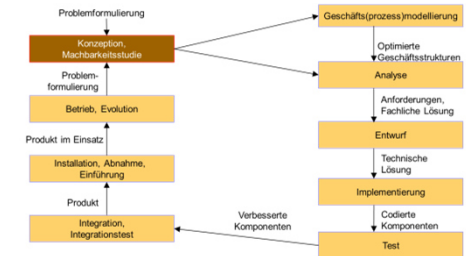 Problemformulierung
Konzeption,
Machbarkeitsstudie
Problem-
formulierung
Betrieb, Evolution
Produkt im Einsatz
Installation, Abnahme,
Einführung
Produkt
Integration,
Integrationstest
Geschäfts(prozess)modellierung
Optimierte
Geschäftsstrukturen
Analyse
Anforderungen,
Fachliche Lösung
Entwurf
Technische
Lösung
Implementierung
Codierte
Komponenten
Test
Verbesserte
Komponenten